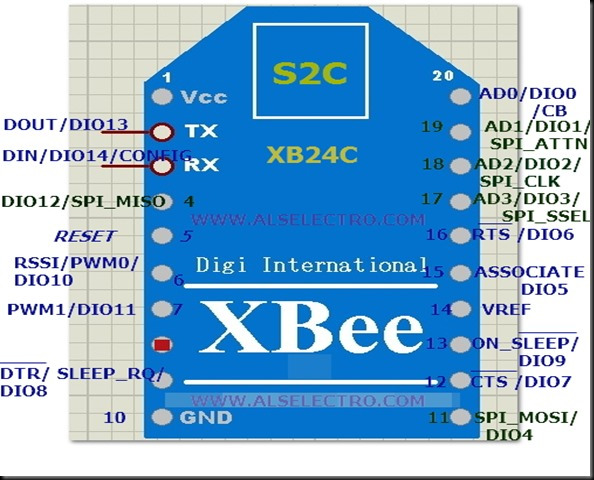 S2C
1
20
Vcc
AD0/DIO0
/CB
DOUT/DIO13
TX
19
AD1/DIO1/
SPI_ATTN
DIN/DIO14/CONFIG
RX
XB24C
18
AD2/DIO2/
SPI_CLK
DIO12/SPI_MISO
4
17
AD3/DIO3/
SPI_SSEL
WWW.ALSELECTRO.COM
RESET
5
16
RTS /DIO6
RSSI/PWM0/
DIO10
6
Digi International
15
ASSOCIATE
DIO5
PWM1/DIO11
7
XBee
14
VREF
13
ON_SLEEP/
DIO9
DTR/ SLEEP_RQ/
DIO8
12
CTS /DIO7
WWW.ALSELECTRO.COM
10
GND
11
SPI_MOSI/
DIO4